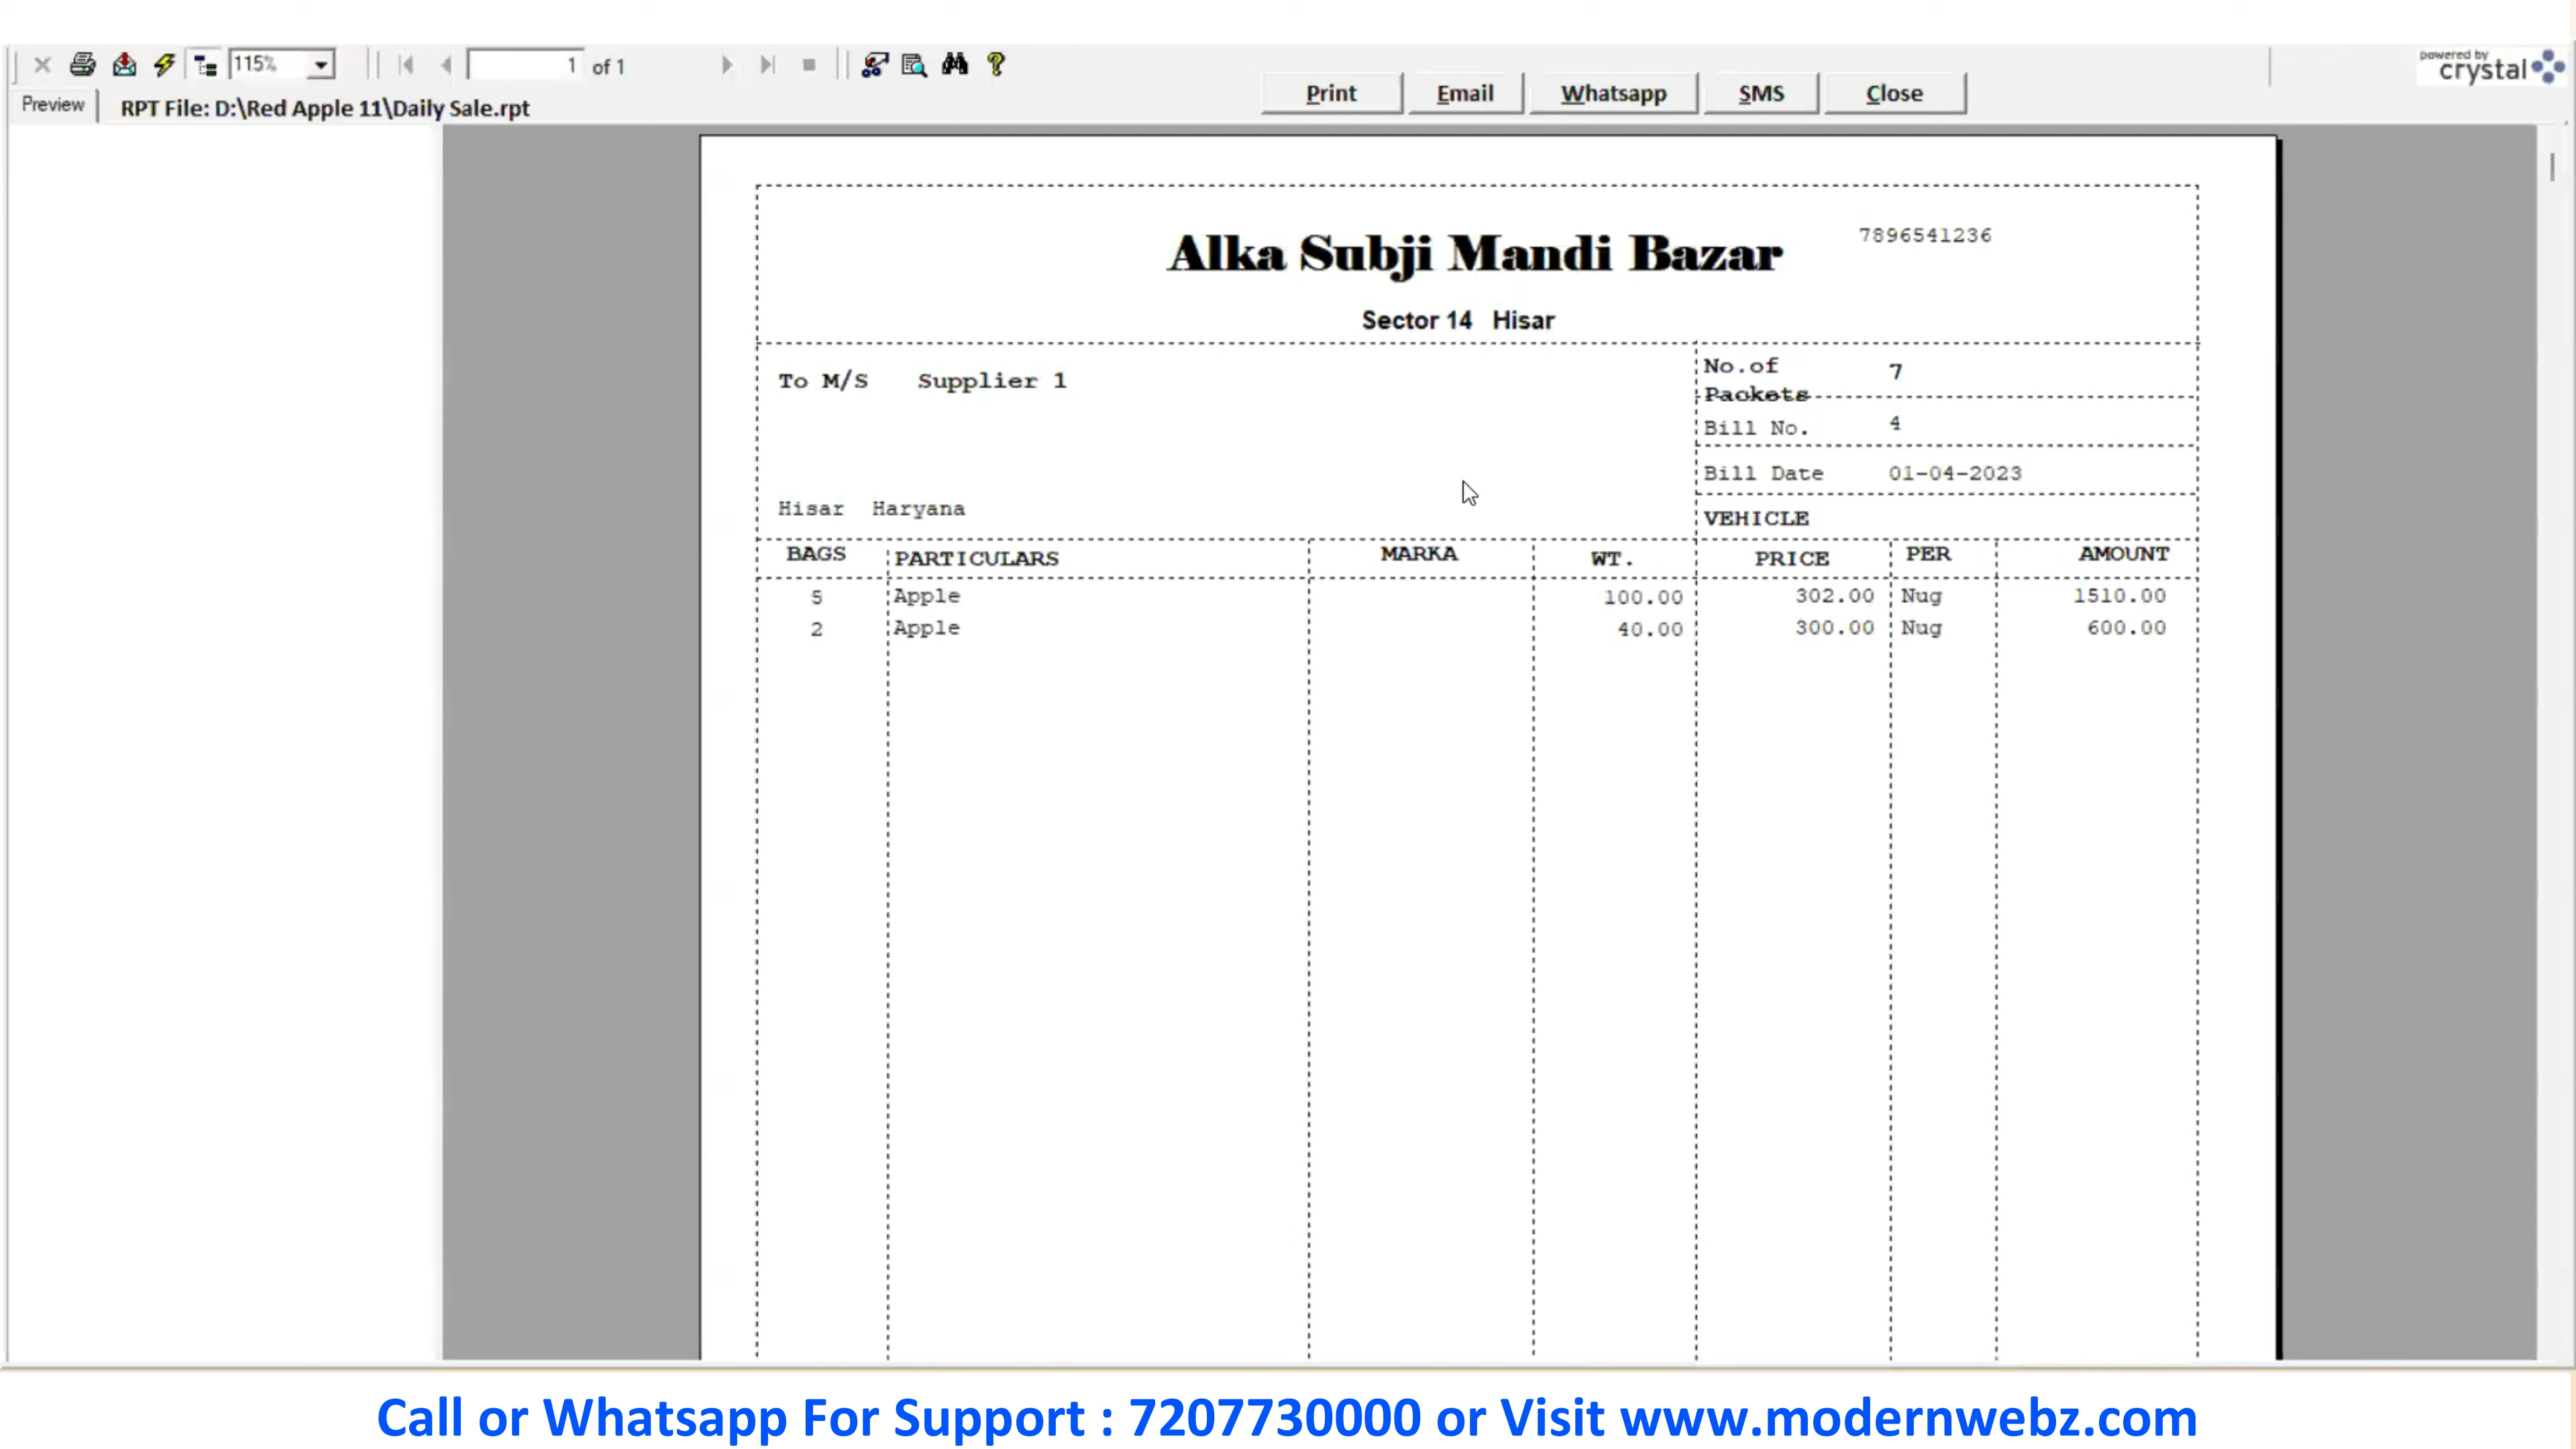 115%
1 of 1
Print Email Whatsapp SMS Close
powered by
crystal
Preview RPT File: D:\Red Apple 11\Daily Sale.rpt
7896541236
Alka Subji Mandi Bazar
Sector 14 Hisar
To M/S Supplier 1
No.of Packets 7
Bill No. 4
Bill Date 01-04-2023
Hisar Haryana
VEHICLE
BAGS PARTICULARS MARKA WT. PRICE PER AMOUNT
5 Apple 100.00 302.00 Nug 1510.00
2 Apple 40.00 300.00 Nug 600.00
Call or Whatsapp For Support : 7207730000 or Visit www.modernwebz.com